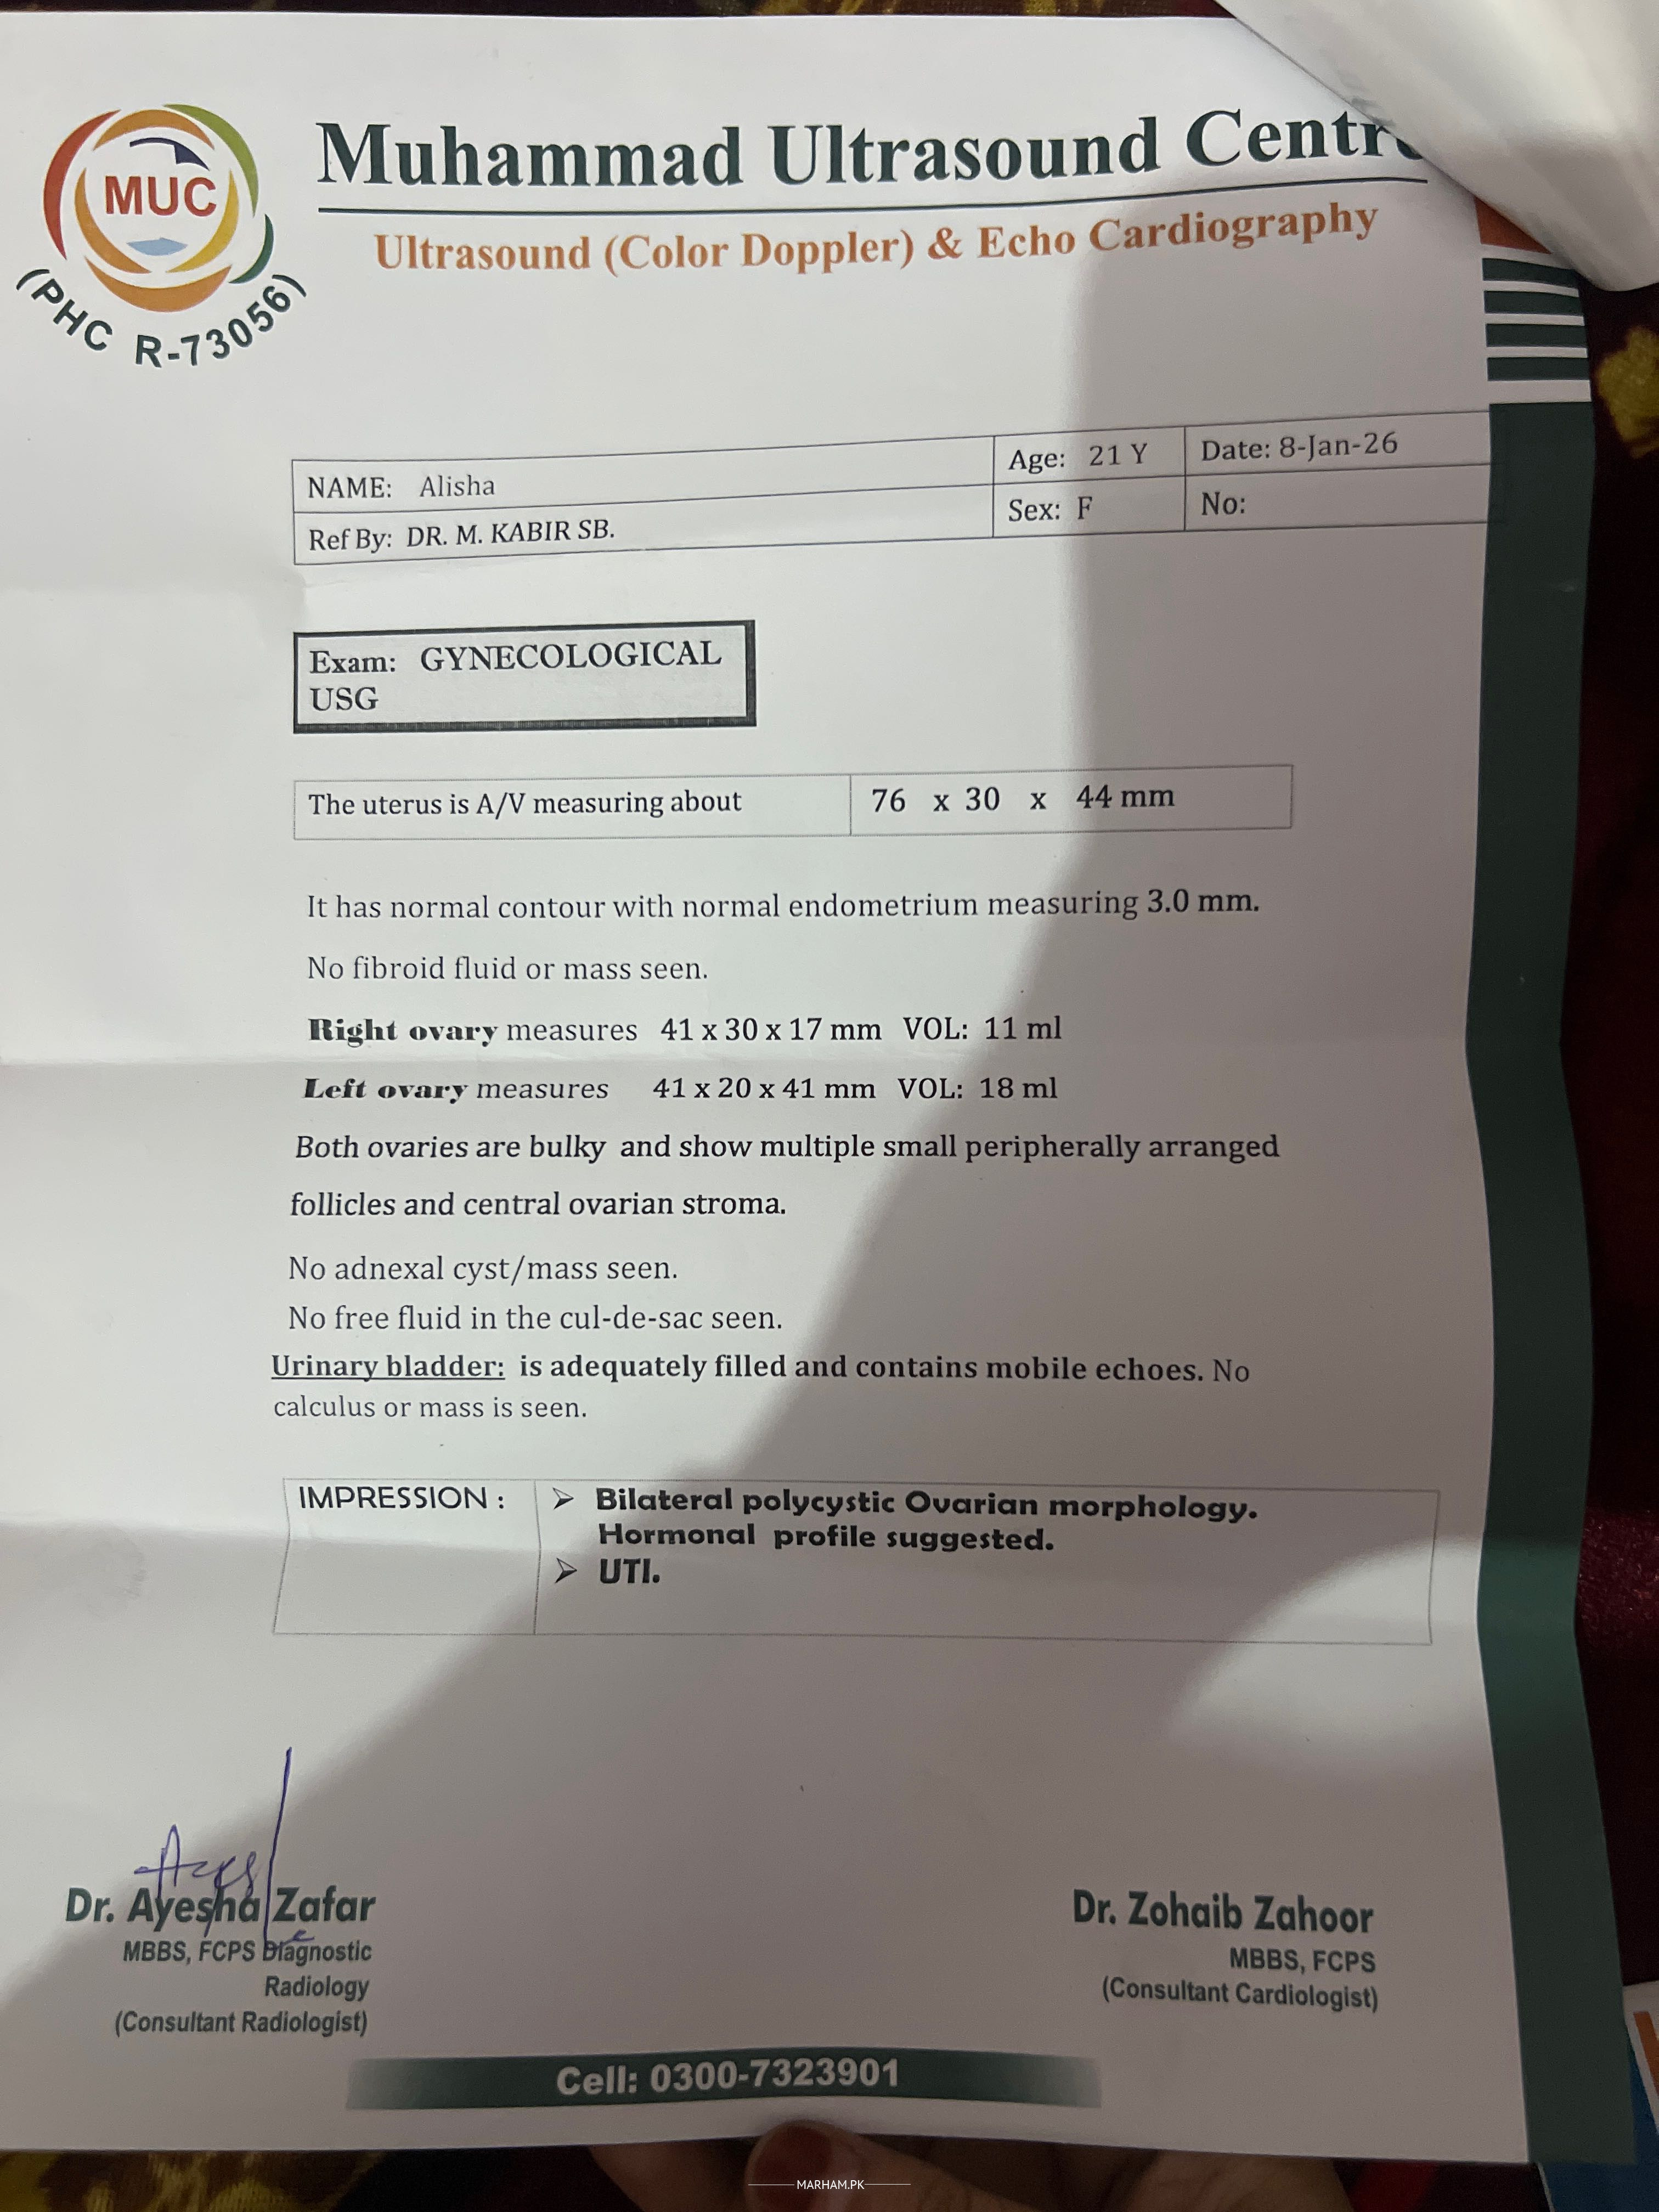 Muhammad Ultrasound Centr
MUC
Ultrasound (Color Doppler) & Echo Cardiography
(PHC R-73056)
NAME: Alisha
Age: 21 Y
Date: 8-Jan-26
Ref By: DR. M. KABIR SB.
Sex: F
No:
Exam: GYNECOLOGICAL
USG
The uterus is A/V measuring about 76 x 30 x 44 mm
It has normal contour with normal endometrium measuring 3.0 mm.
No fibroid fluid or mass seen.
Right ovary measures 41 x 30 x 17 mm VOL: 11 ml
Left ovary measures 41 x 20 x 41 mm VOL: 18 ml
Both ovaries are bulky and show multiple small peripherally arranged
follicles and central ovarian stroma.
No adnexal cyst/mass seen.
No free fluid in the cul-de-sac seen.
Urinary bladder: is adequately filled and contains mobile echoes. No
calculus or mass is seen.
IMPRESSION :
➢ Bilateral polycystic Ovarian morphology.
Hormonal profile suggested.
➢ UTI.
Dr. Ayesha Zafar
MBBS, FCPS Diagnostic
Radiology
(Consultant Radiologist)
Dr. Zohaib Zahoor
MBBS, FCPS
(Consultant Cardiologist)
Cell: 0300-7323901
MARHAM.PK